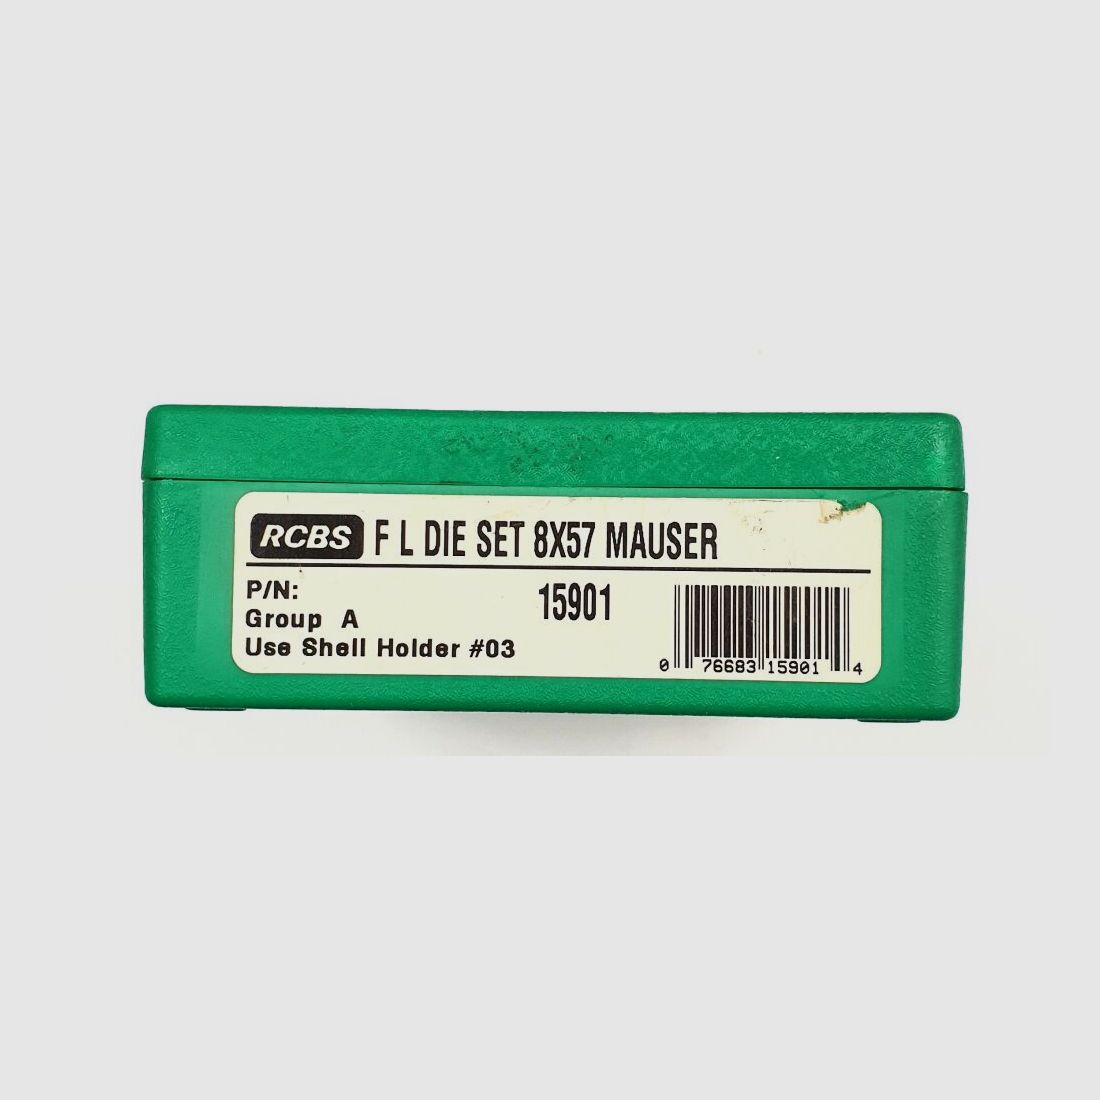 RCBS F L DIE SET 8X57 MAUSER
P/N: 15901
Group A
Use Shell Holder #03
0 76683 15901 4